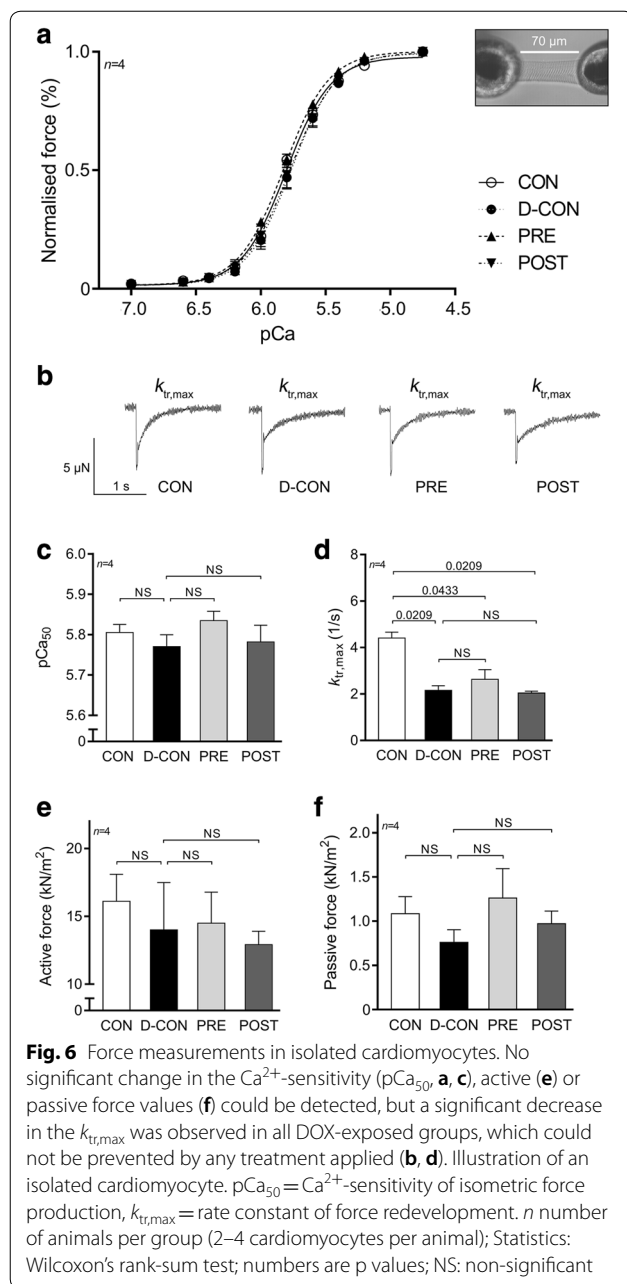 a
n=4
70 µm
1.0
0.5
0
Normalised force (%)
7.0 6.5 6.0 5.5 5.0 4.5
pCa
CON
D-CON
PRE
POST
b
ktr,max ktr,max ktr,max ktr,max
5 µN
1 s
CON D-CON PRE POST
c
n=4
6.0
5.9
5.8
5.7
5.6
0
pCa50
NS
NS NS
CON D-CON PRE POST
d
n=4
8
6
4
2
0
ktr,max (1/s)
0.0209
0.0433
0.0209 NS
NS
CON D-CON PRE POST
e
n=4
20
15
10
0
Active force (kN/m²)
NS
NS NS
CON D-CON PRE POST
f
n=4
2.0
1.5
1.0
0.5
0
Passive force (kN/m²)
NS
NS NS
CON D-CON PRE POST
Fig. 6 Force measurements in isolated cardiomyocytes. No
significant change in the Ca2+-sensitivity (pCa50, a, c), active (e) or
passive force values (f) could be detected, but a significant decrease
in the ktr,max was observed in all DOX-exposed groups, which could
not be prevented by any treatment applied (b, d). Illustration of an
isolated cardiomyocyte. pCa50 = Ca2+-sensitivity of isometric force
production, ktr,max = rate constant of force redevelopment. n number
of animals per group (2–4 cardiomyocytes per animal); Statistics:
Wilcoxon's rank-sum test; numbers are p values; NS: non-significant